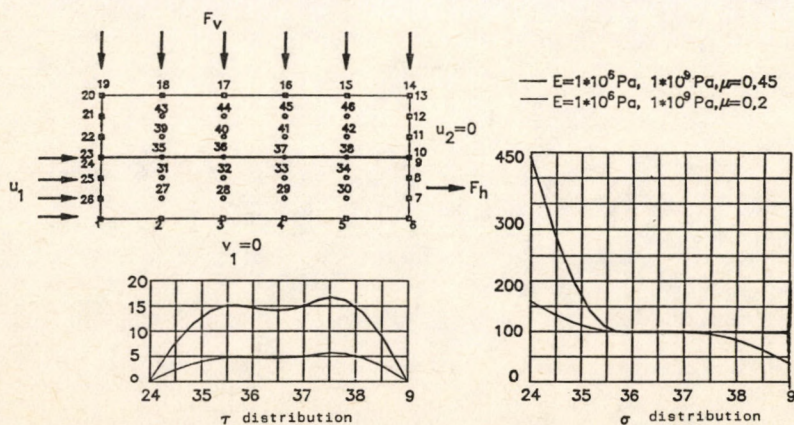 F_v
19 18 17 16 15 14
20 13
43 44 45 46
21 12
39 40 41 42
22 11
u_2=0
35 36 37 38
23 10
24 9
31 32 33 34
25 8
u_1
F_h
27 28 29 30
26 7
1 2 3 4 5 6
v_1=0
E=1*10^6 Pa, 1*10^9 Pa,μ=0,45
E=1*10^6 Pa, 1*10^9 Pa,μ=0,2
20
15
10
5
0
24 35 36 37 38 9
τ distribution
450
300
200
100
0
24 35 36 37 38 9
σ distribution